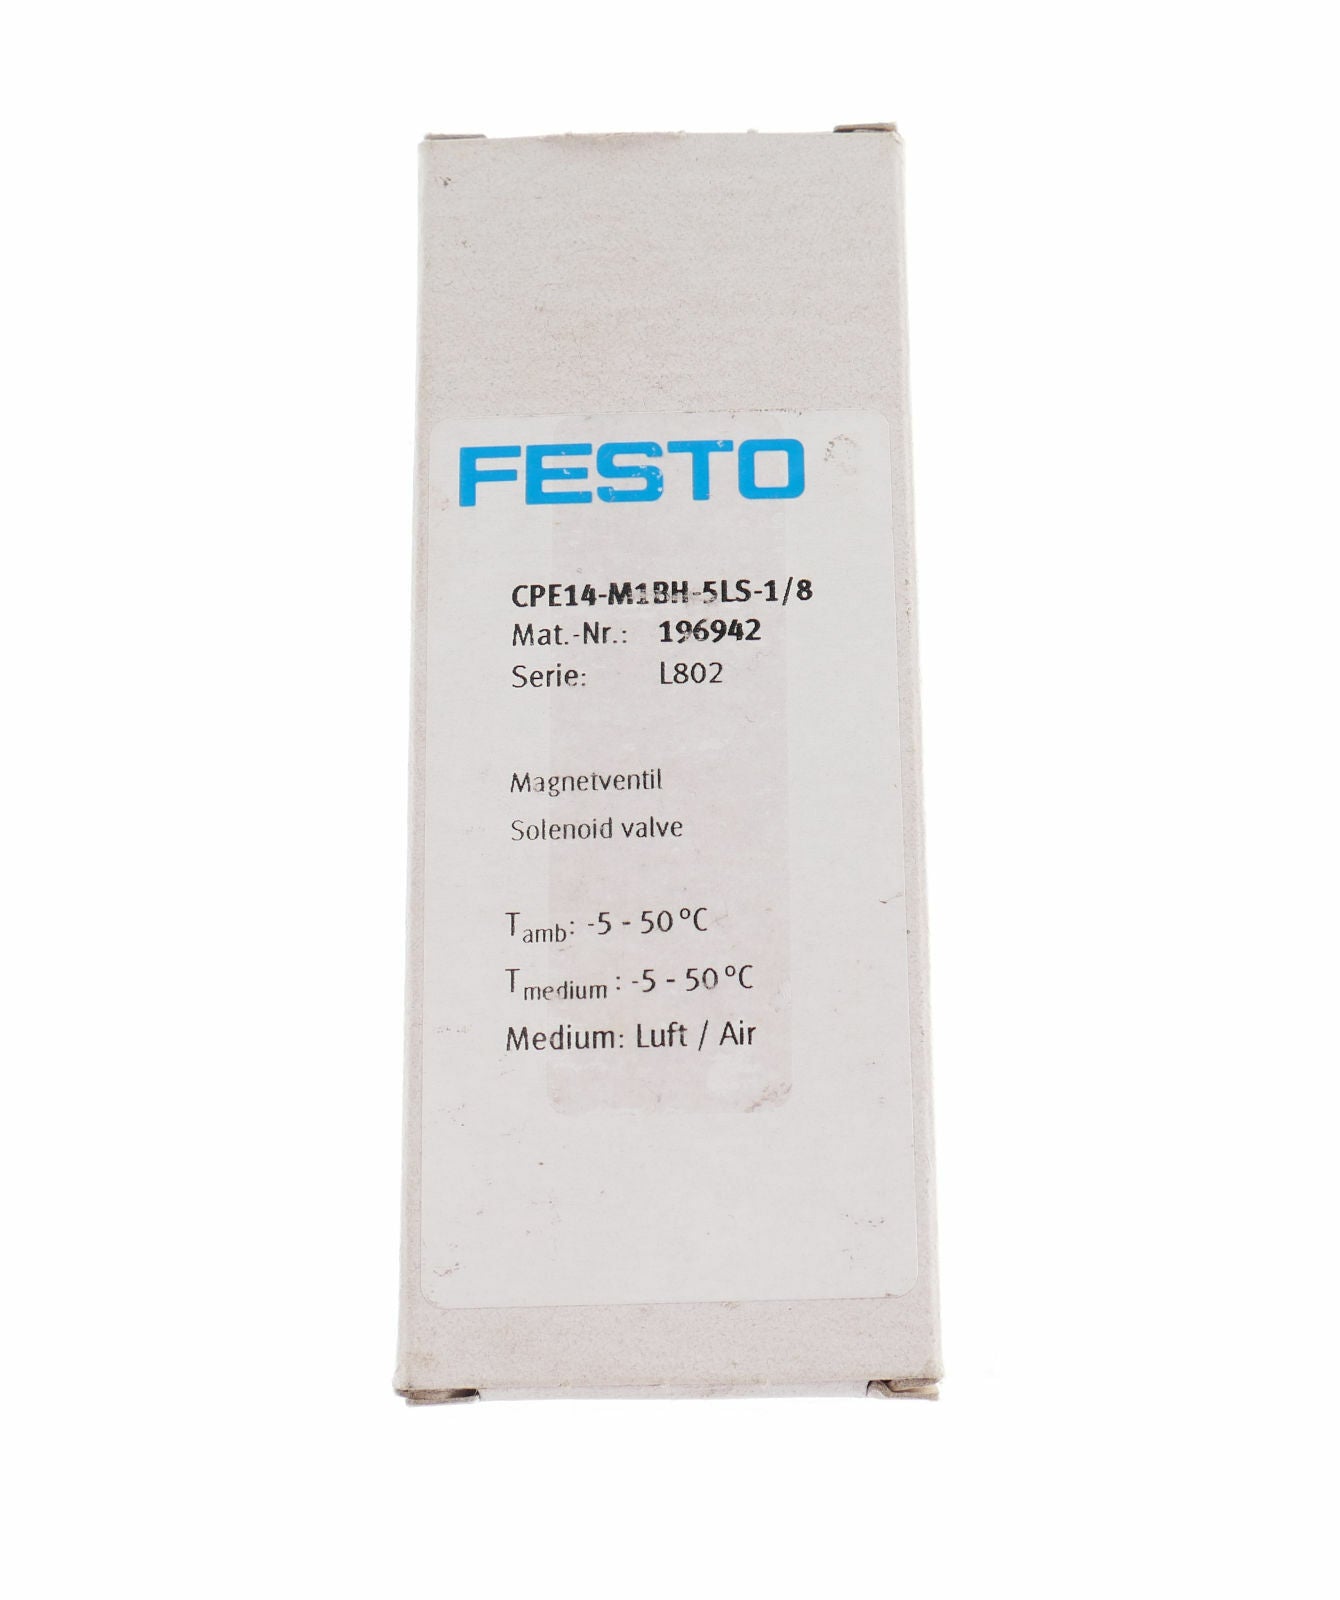 FESTO
CPE14-M1BH-5LS-1/8
Mat.-Nr.: 196942
Serie: L802
Magnetventil
Solenoid valve
Tamb: -5 - 50 °C
Tmedium : -5 - 50 °C
Medium: Luft / Air